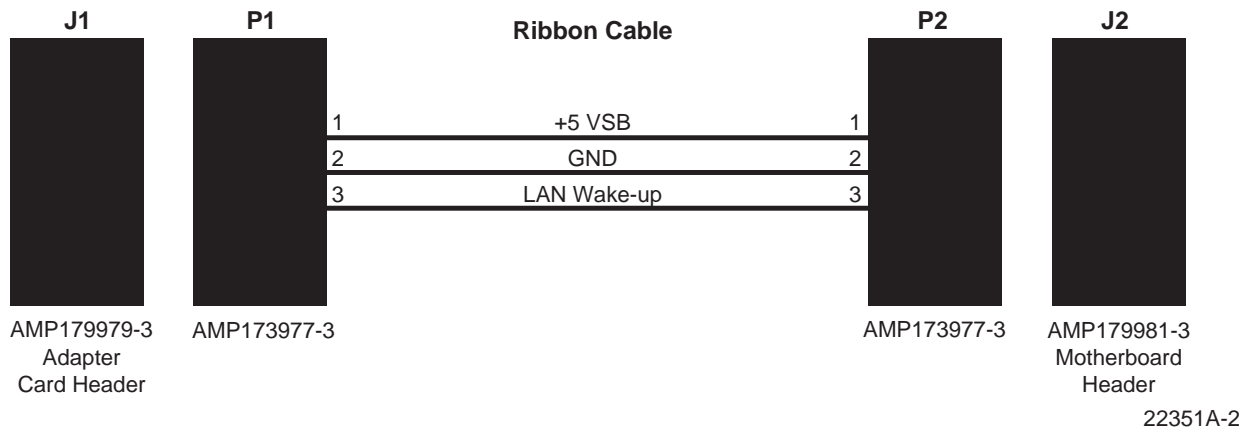 J1
P1
Ribbon Cable
P2
J2
1 +5 VSB 1
2 GND 2
3 LAN Wake-up 3
AMP179979-3
Adapter
Card Header
AMP173977-3
AMP173977-3
AMP179981-3
Motherboard
Header
22351A-2